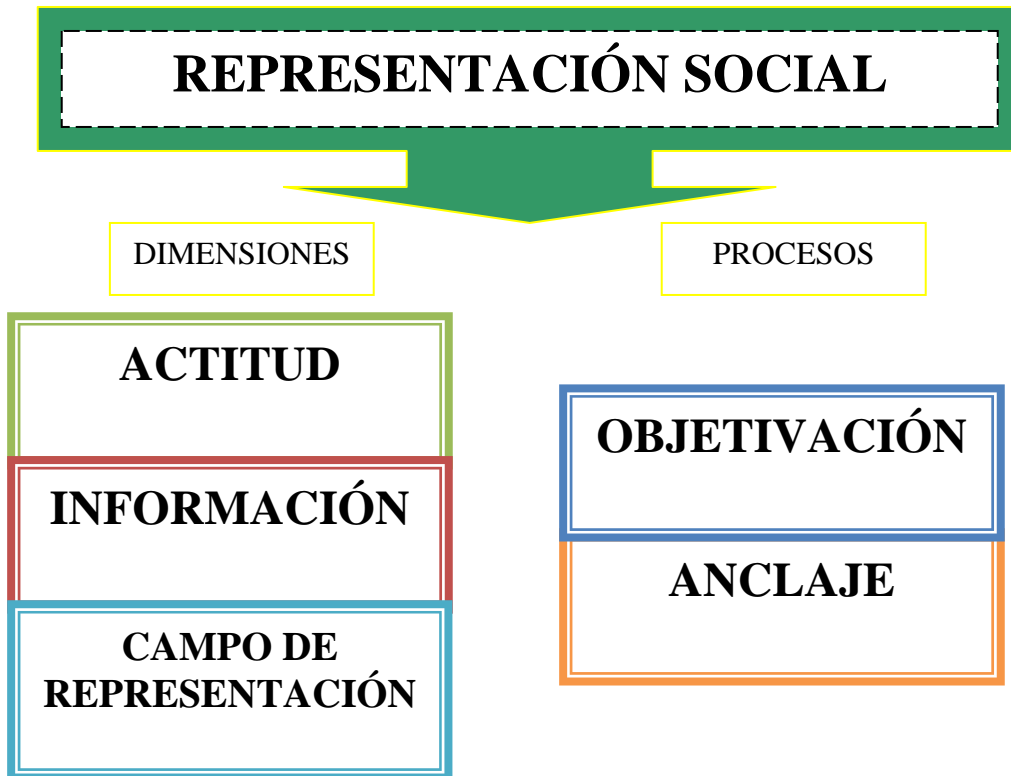 REPRESENTACIÓN SOCIAL
DIMENSIONES
PROCESOS
ACTITUD
INFORMACIÓN
CAMPO DE
REPRESENTACIÓN
OBJETIVACIÓN
ANCLAJE